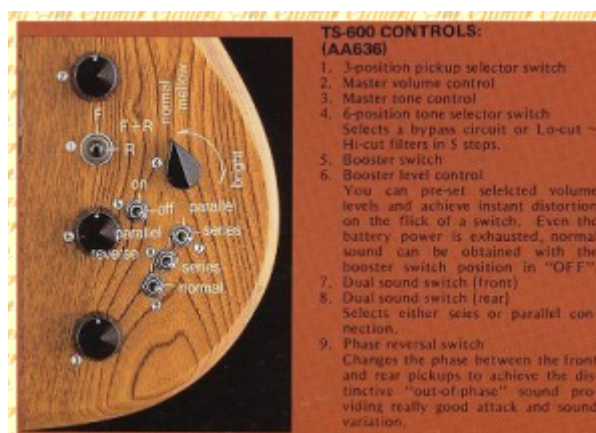 normal
mellow
F
F+R
R
bright
on
off
parallel
parallel
series
reverse
series
normal
TS-600 CONTROLS:
(AA636)
1. 3-position pickup selector switch
2. Master volume control
3. Master tone control
4. 6-position tone selector switch
Selects a bypass circuit or Lo-cut ~
Hi-cut filters in 5 steps.
5. Booster switch
6. Booster level control
You can pre-set selelcted volume
levels and achieve instant distortion
on the flick of a switch. Even the
battery power is exhausted, normal
sound can be obtained with the
booster switch position in "OFF"
7. Dual sound switch (front)
8. Dual sound switch (rear)
Selects either seies or parallel con-
nection.
9. Phase reversal switch
Changes the phase between the front
and rear pickups to achieve the dis-
tinctive "out-of-phase" sound pro-
viding really good attack and sound
variation.